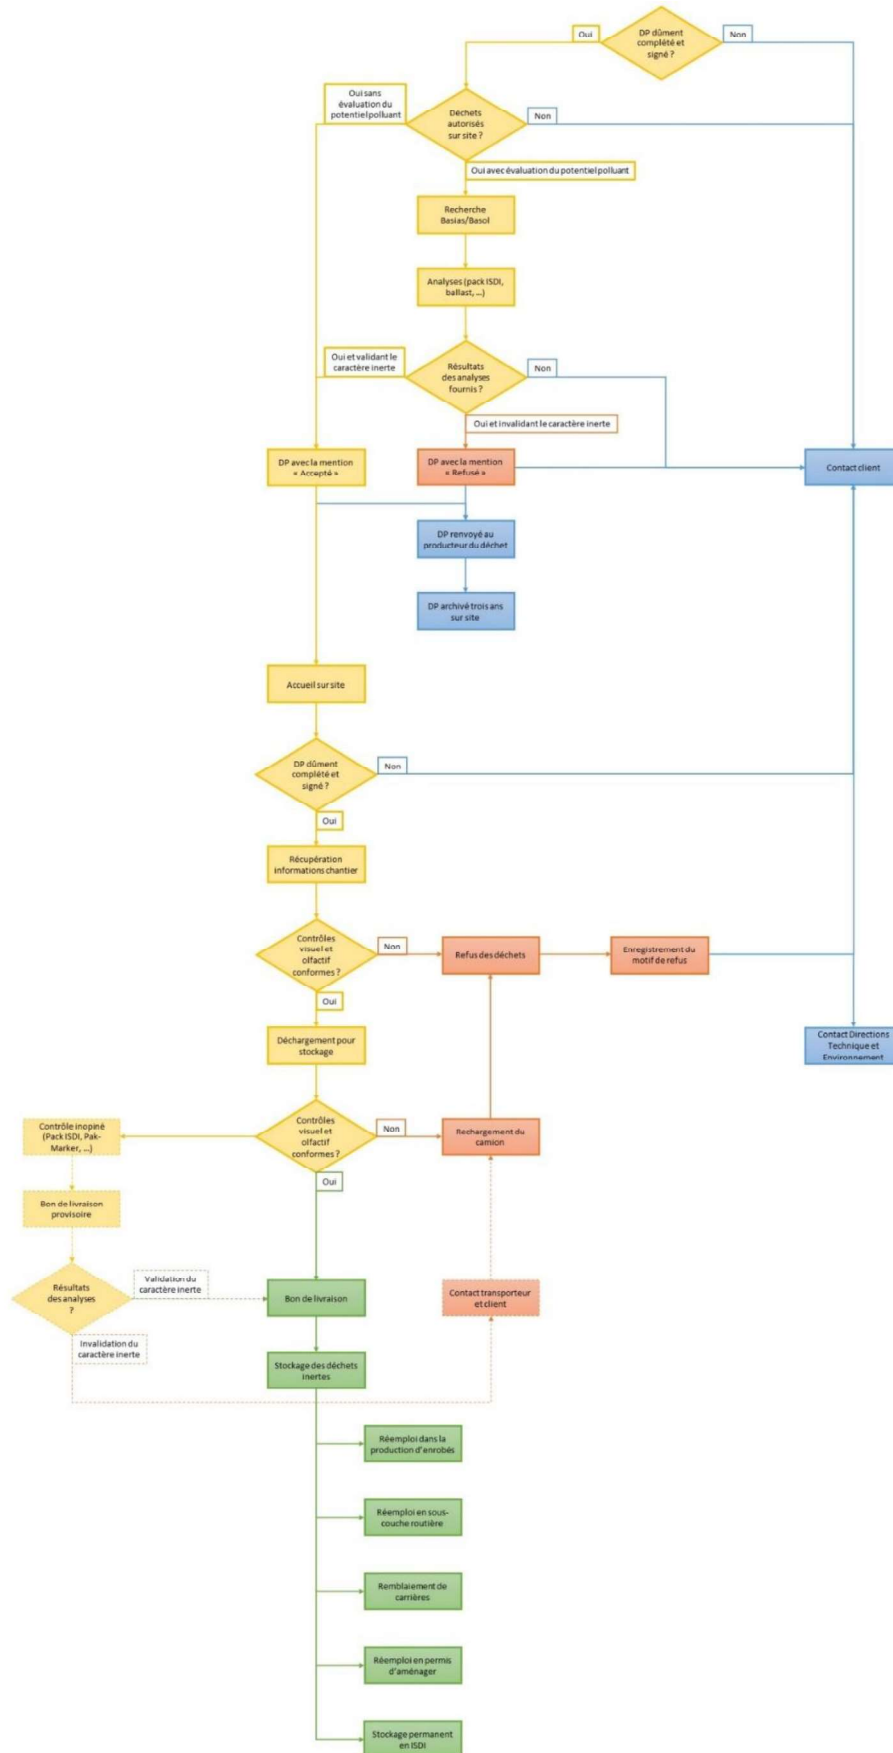 DP dûment
complété et
signé ?
Oui
Non
Oui sans
évaluation du
potentiel polluant
Déchets
autorisés
sur site ?
Non
Oui avec évaluation du potentiel polluant
Recherche
Basias/Basol
Analyses (pack ISDI,
ballast, ...)
Oui et validant le
caractère inerte
Résultats
des analyses
fournis ?
Non
Oui et invalidant le caractère inerte
DP avec la mention
« Accepté »
DP avec la mention
« Refusé »
Contact client
DP renvoyé au
producteur du déchet
DP archivé trois ans
sur site
Accueil sur site
DP dûment
complété et
signé ?
Non
Oui
Récupération
informations chantier
Contrôles
visuel et
olfactif
conformes ?
Non
Refus des déchets
Enregistrement du
motif de refus
Oui
Déchargement pour
stockage
Contact Directions
Technique et
Environnement
Contrôle inopiné
(Pack ISDI, Pak-
Marker, ...)
Contrôles
visuel et
olfactif
conformes ?
Non
Rechargement du
camion
Oui
Bon de livraison
provisoire
Résultats
des analyses
?
Validation du
caractère inerte
Bon de livraison
Contact transporteur
et client
Invalidation du
caractère inerte
Stockage des déchets
inertes
Réemploi dans la
production d'enrobés
Réemploi en sous-
couche routière
Remblaiement de
carrières
Réemploi en permis
d'aménager
Stockage permanent
en ISDI